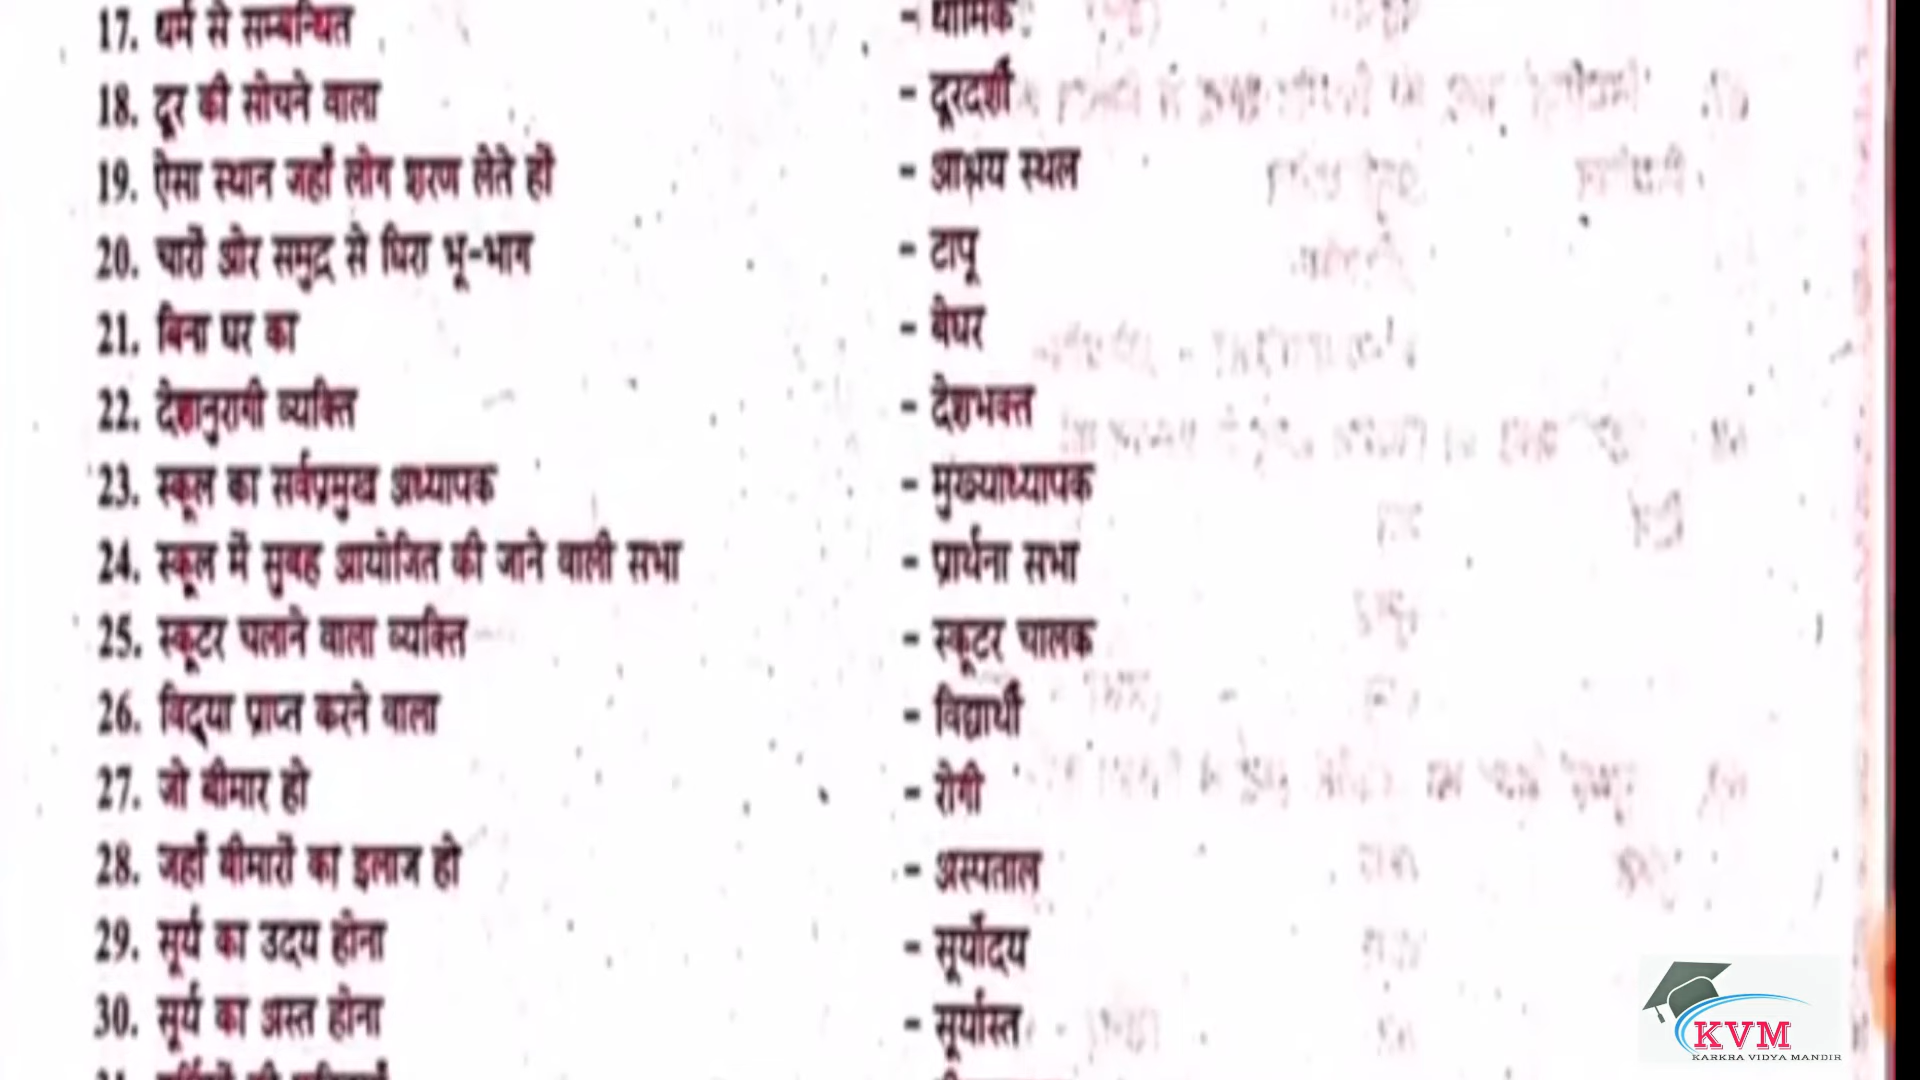 17. धर्म से सम्बन्धित - धार्मिक
18. दूर की सोचने वाला - दूरदर्शी
19. ऐसा स्थान जहाँ लोग शरण लेते हों - आश्रय स्थल
20. चारों ओर समुद्र से घिरा भू-भाग - टापू
21. बिना घर का - बेघर
22. देशानुरागी व्यक्ति - देशभक्त
23. स्कूल का सर्वप्रमुख अध्यापक - मुख्याध्यापक
24. स्कूल में सुबह आयोजित की जाने वाली सभा - प्रार्थना सभा
25. स्कूटर चलाने वाला व्यक्ति - स्कूटर चालक
26. विद्या प्राप्त करने वाला - विद्यार्थी
27. जो बीमार हो - रोगी
28. जहाँ बीमारों का इलाज हो - अस्पताल
29. सूर्य का उदय होना - सूर्योदय
30. सूर्य का अस्त होना - सूर्यास्त
KVM
KARKRA VIDYA MANDIR